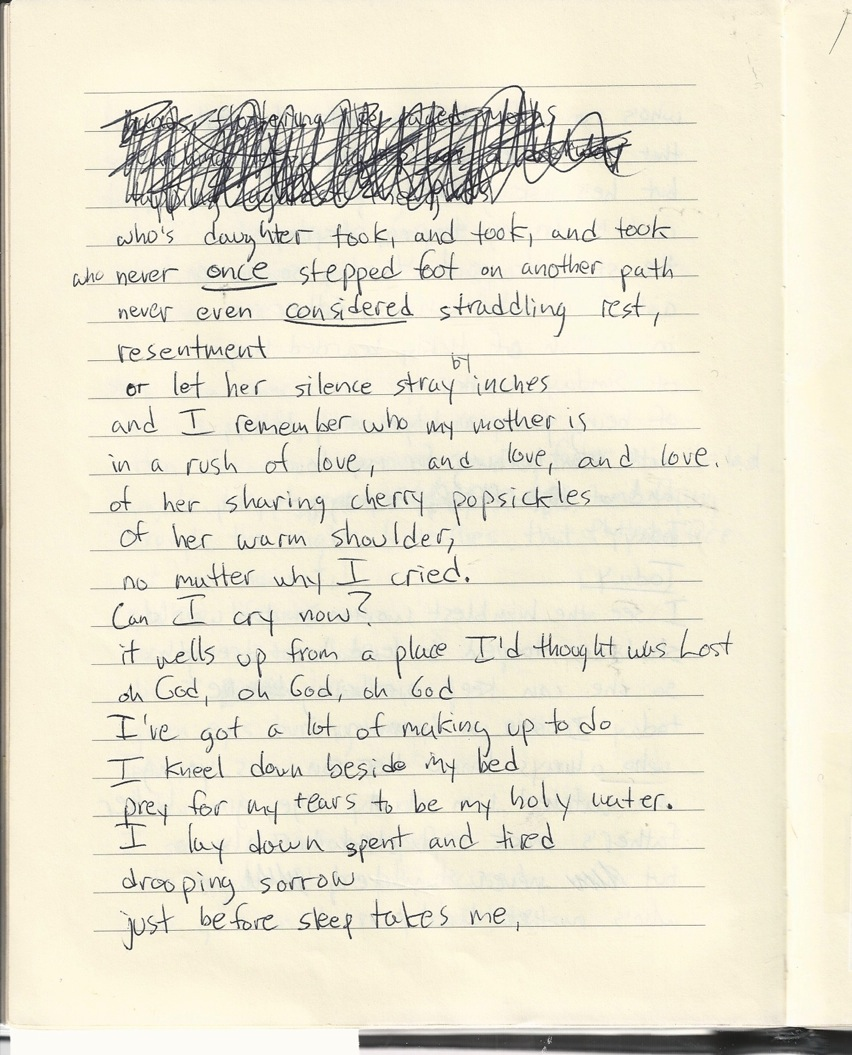 who's daughter took, and took, and took
who never once stepped foot on another path
never even considered straddling rest,
resentment
or let her silence stray by inches
and I remember who my mother is
in a rush of love, and love, and love.
of her sharing cherry popsickles
of her warm shoulder,
no matter why I cried.
Can I cry now?
it wells up from a place I'd thought was Lost
oh God, oh God, oh God
I've got a lot of making up to do
I kneel down beside my bed
prey for my tears to be my holy water.
I lay down spent and tired
drooping sorrow
just before sleep takes me,